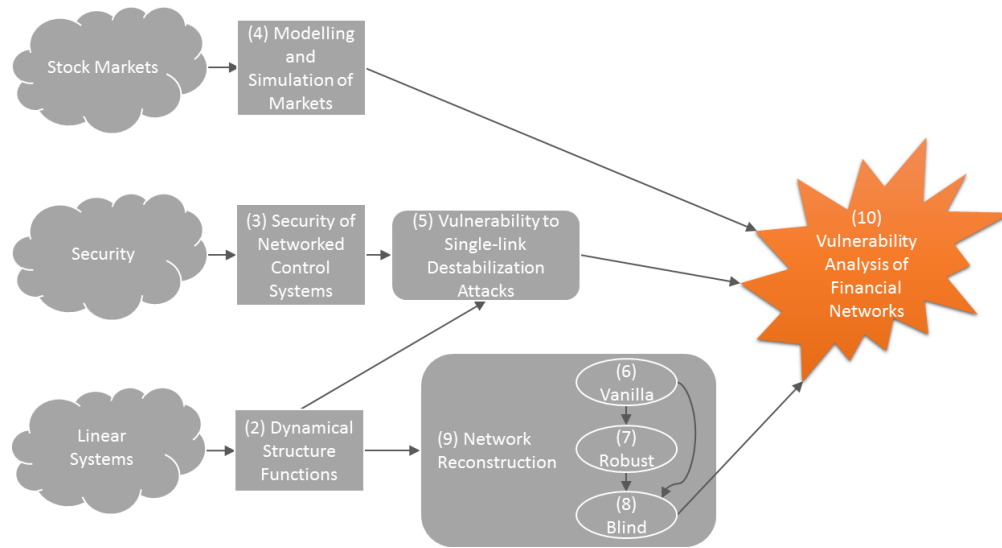 Stock Markets
(4) Modelling
and
Simulation of
Markets
Security
(3) Security of
Networked
Control
Systems
(5) Vulnerability to
Single-link
Destabilization
Attacks
(10)
Vulnerability
Analysis of
Financial
Networks
Linear
Systems
(2) Dynamical
Structure
Functions
(9) Network
Reconstruction
(6)
Vanilla
(7)
Robust
(8)
Blind